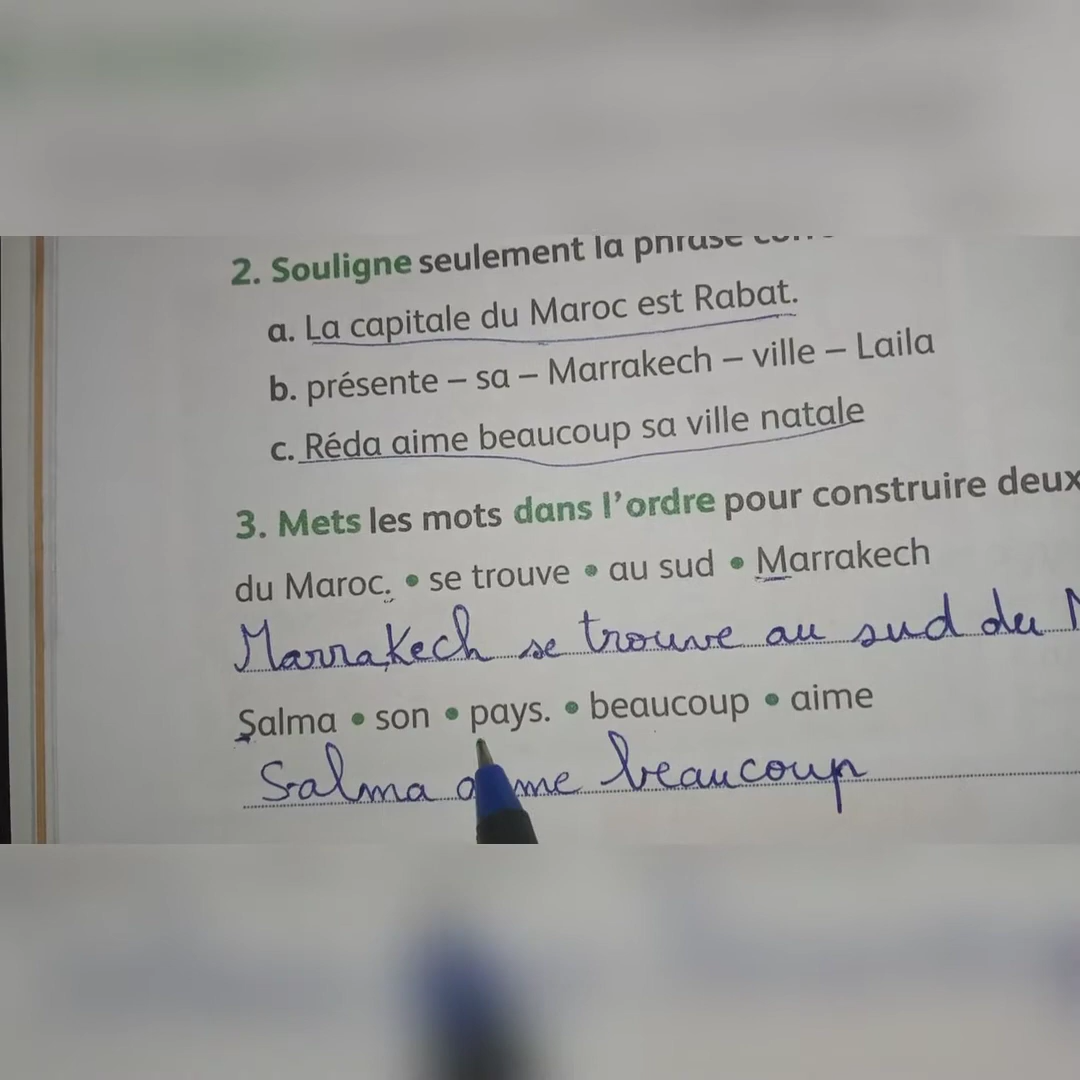 2. Souligne seulement la phrase
a. La capitale du Maroc est Rabat.
b. présente – sa – Marrakech – ville – Laila
c. Réda aime beaucoup sa ville natale
3. Mets les mots dans l'ordre pour construire deux
du Maroc. • se trouve • au sud • Marrakech
Marrakech se trouve au sud du
Salma • son • pays. • beaucoup • aime
Salma aime beaucoup